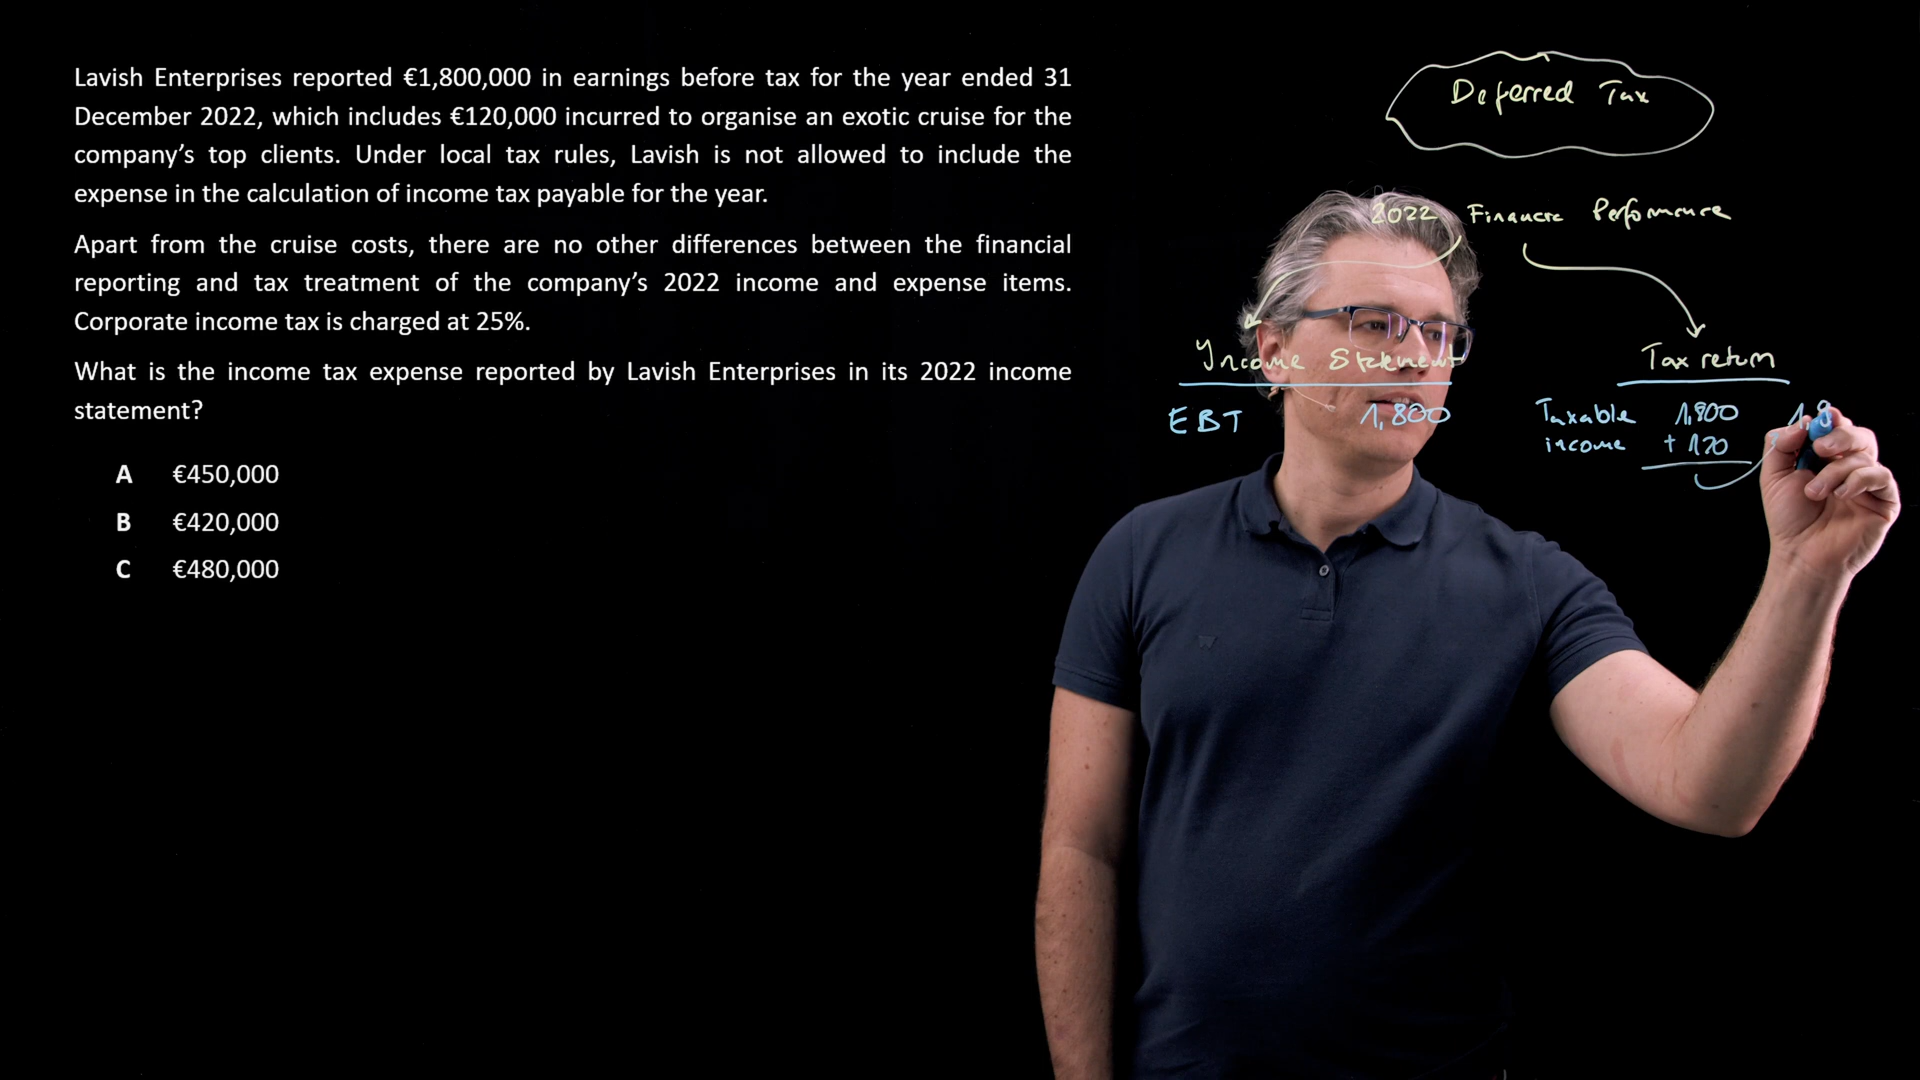 Lavish Enterprises reported €1,800,000 in earnings before tax for the year ended 31
December 2022, which includes €120,000 incurred to organise an exotic cruise for the
company’s top clients. Under local tax rules, Lavish is not allowed to include the
expense in the calculation of income tax payable for the year.
Apart from the cruise costs, there are no other differences between the financial
reporting and tax treatment of the company’s 2022 income and expense items.
Corporate income tax is charged at 25%.
What is the income tax expense reported by Lavish Enterprises in its 2022 income
statement?
A €450,000
B €420,000
C €480,000
Deferred Tax
2022 Performance
Income Statement
EBT 1,800
Tax return
Taxable 1,800 1,9
income + 120